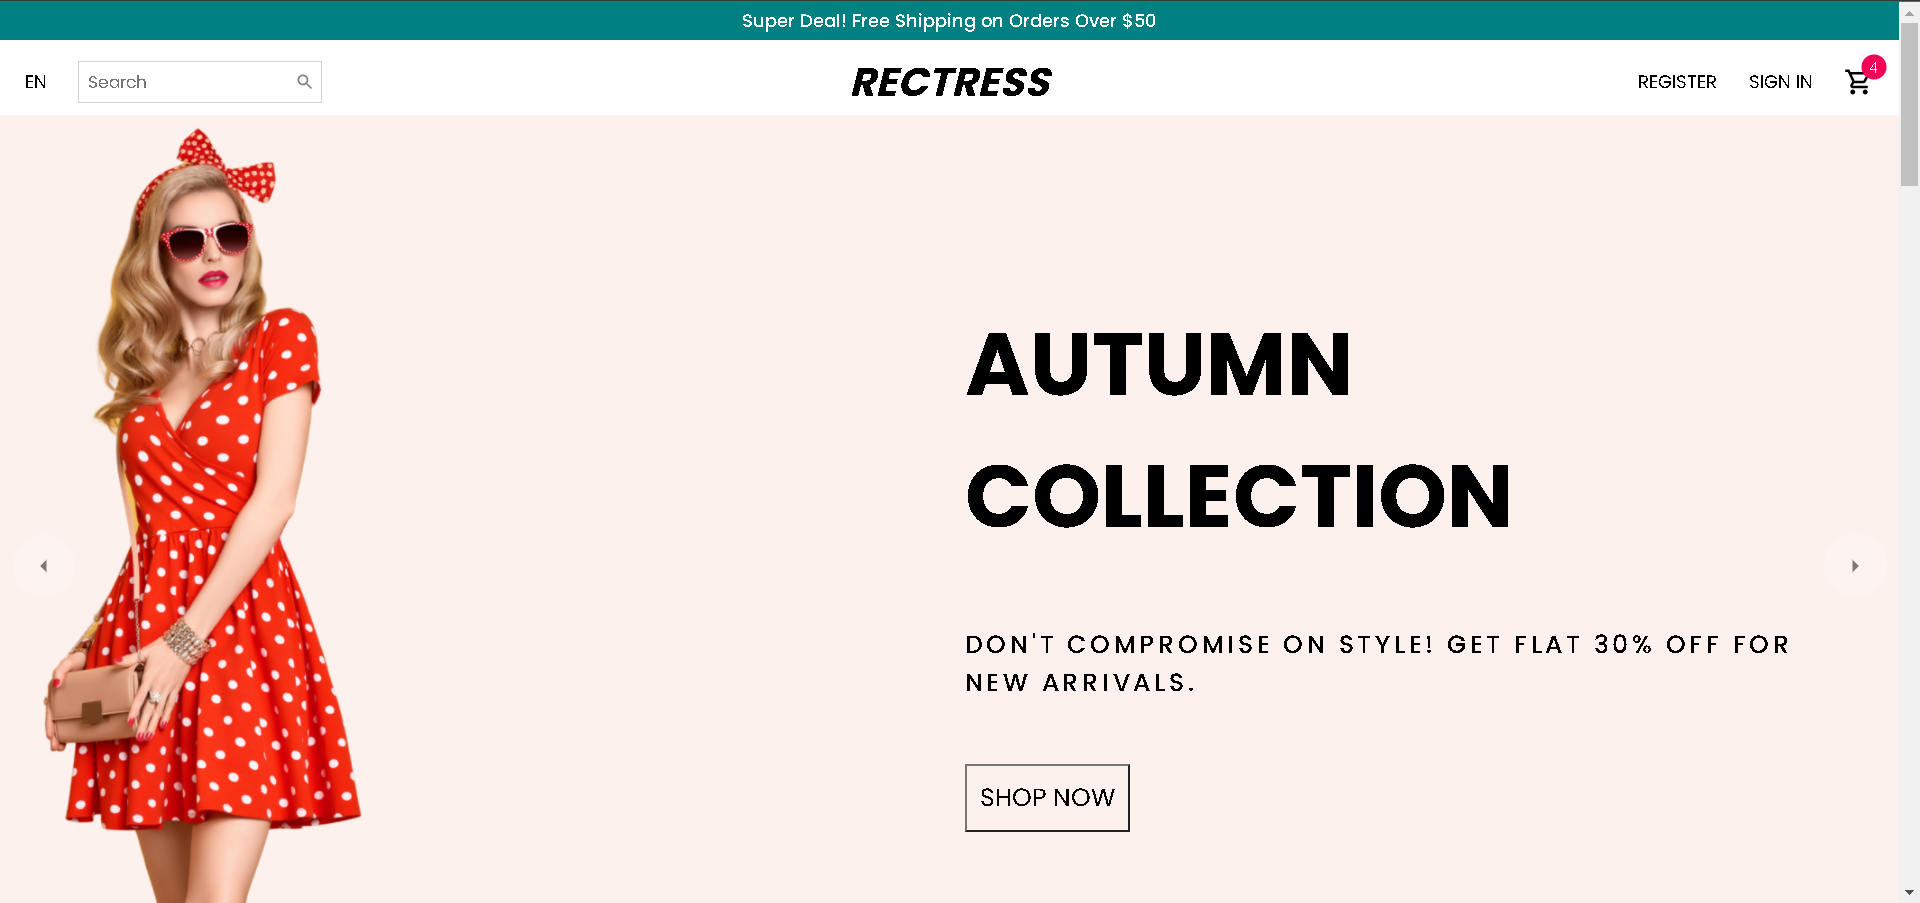 Super Deal! Free Shipping on Orders Over $50
EN
Search
RECTRESS
REGISTER
SIGN IN
4
AUTUMN
COLLECTION
DON'T COMPROMISE ON STYLE! GET FLAT 30% OFF FOR
NEW ARRIVALS.
SHOP NOW